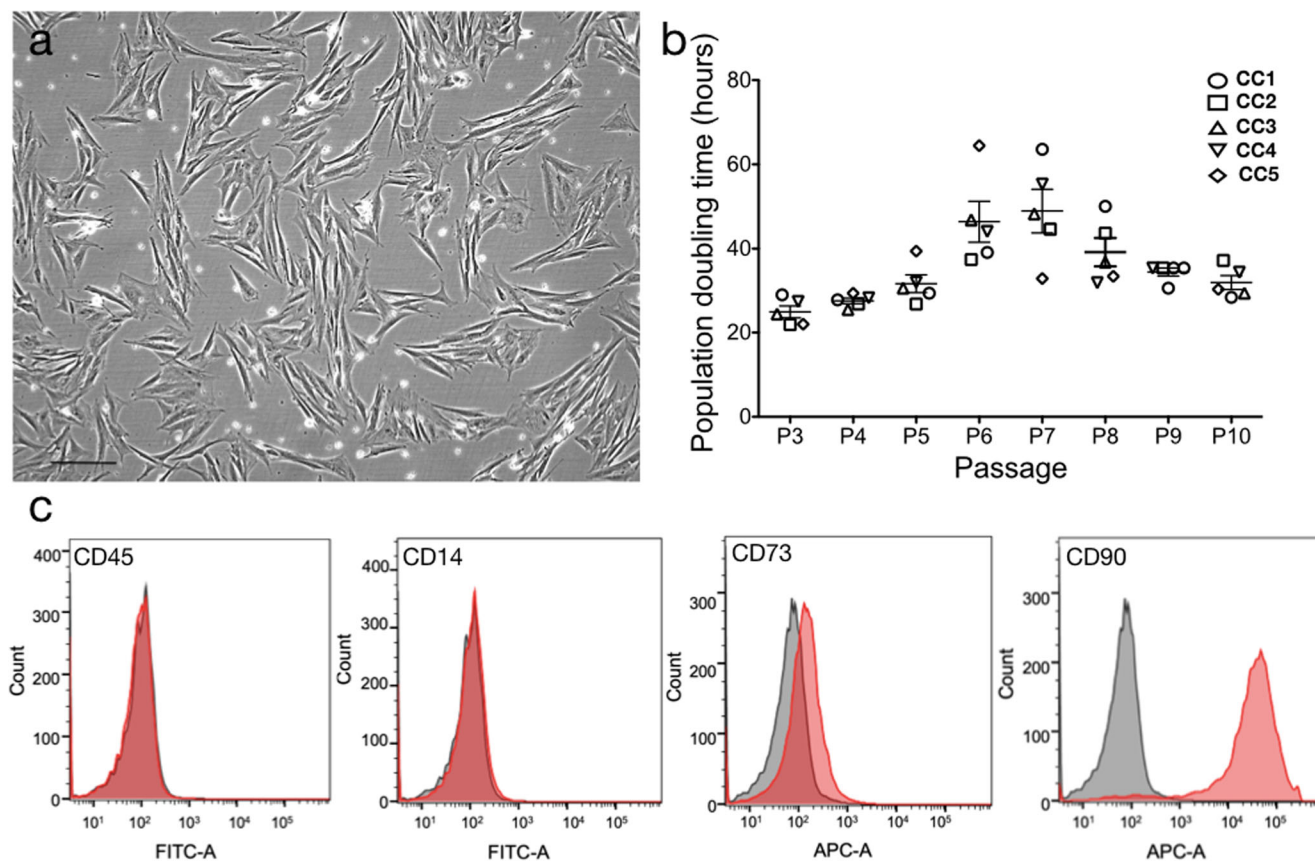 a
b
Population doubling time (hours)
80
60
40
20
0
CC1
CC2
CC3
CC4
CC5
P3 P4 P5 P6 P7 P8 P9 P10
Passage
c
CD45
Count
400
300
200
100
0
10¹ 10² 10³ 10⁴ 10⁵
FITC-A
CD14
Count
400
300
200
100
0
10¹ 10² 10³ 10⁴ 10⁵
FITC-A
CD73
Count
300
200
100
0
10¹ 10² 10³ 10⁴ 10⁵
APC-A
CD90
Count
300
200
100
0
10¹ 10² 10³ 10⁴ 10⁵
APC-A